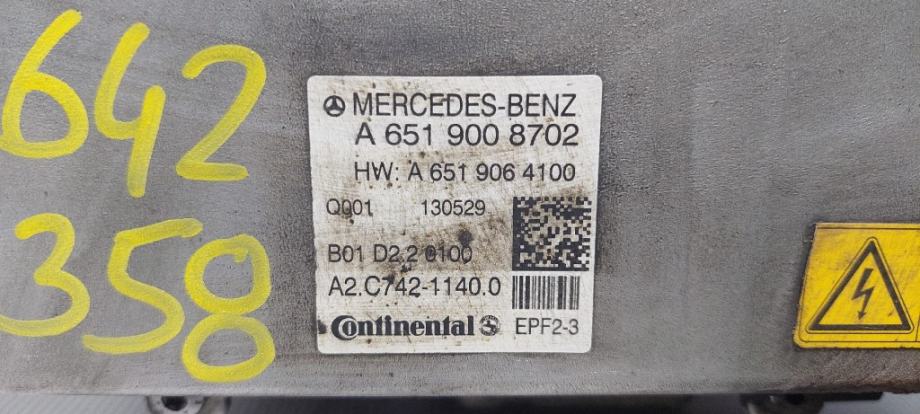 642
358
MERCEDES-BENZ
A 651 900 8702
HW: A 651 906 4100
Q001 130529
B01 D2.2 0100
A2.C742-1140.0
Continental EPF2-3